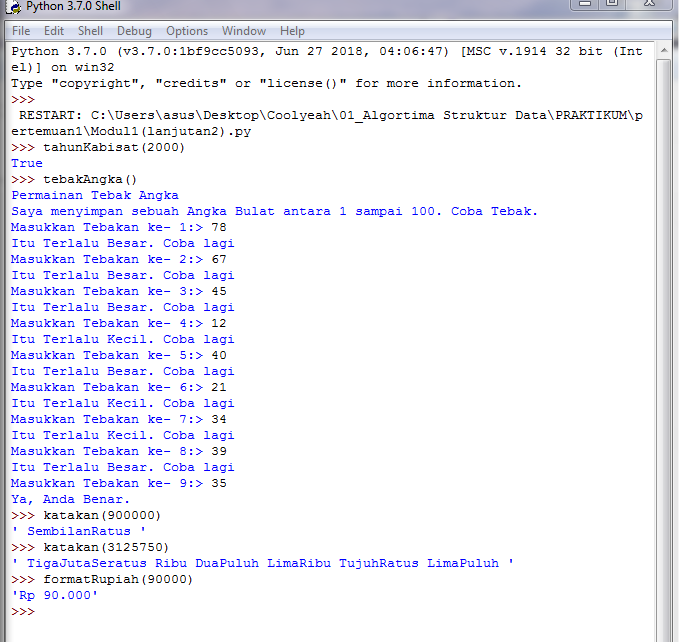 Python 3.7.0 Shell
File Edit Shell Debug Options Window Help
Python 3.7.0 (v3.7.0:1bf9cc5093, Jun 27 2018, 04:06:47) [MSC v.1914 32 bit (Int
el)] on win32
Type "copyright", "credits" or "license()" for more information.
>>>
 RESTART: C:\Users\asus\Desktop\Coolyeah\01_Algortima Struktur Data\PRAKTIKUM\p
ertemuan1\Modul1(lanjutan2).py
>>> tahunKabisat(2000)
True
>>> tebakAngka()
Permainan Tebak Angka
Saya menyimpan sebuah Angka Bulat antara 1 sampai 100. Coba Tebak.
Masukkan Tebakan ke- 1:> 78
Itu Terlalu Besar. Coba lagi
Masukkan Tebakan ke- 2:> 67
Itu Terlalu Besar. Coba lagi
Masukkan Tebakan ke- 3:> 45
Itu Terlalu Besar. Coba lagi
Masukkan Tebakan ke- 4:> 12
Itu Terlalu Kecil. Coba lagi
Masukkan Tebakan ke- 5:> 40
Itu Terlalu Besar. Coba lagi
Masukkan Tebakan ke- 6:> 21
Itu Terlalu Kecil. Coba lagi
Masukkan Tebakan ke- 7:> 34
Itu Terlalu Kecil. Coba lagi
Masukkan Tebakan ke- 8:> 39
Itu Terlalu Besar. Coba lagi
Masukkan Tebakan ke- 9:> 35
Ya, Anda Benar.
>>> katakan(900000)
' SembilanRatus '
>>> katakan(3125750)
' TigaJutaSeratus Ribu DuaPuluh LimaRibu TujuhRatus LimaPuluh '
>>> formatRupiah(90000)
'Rp 90.000'
>>>